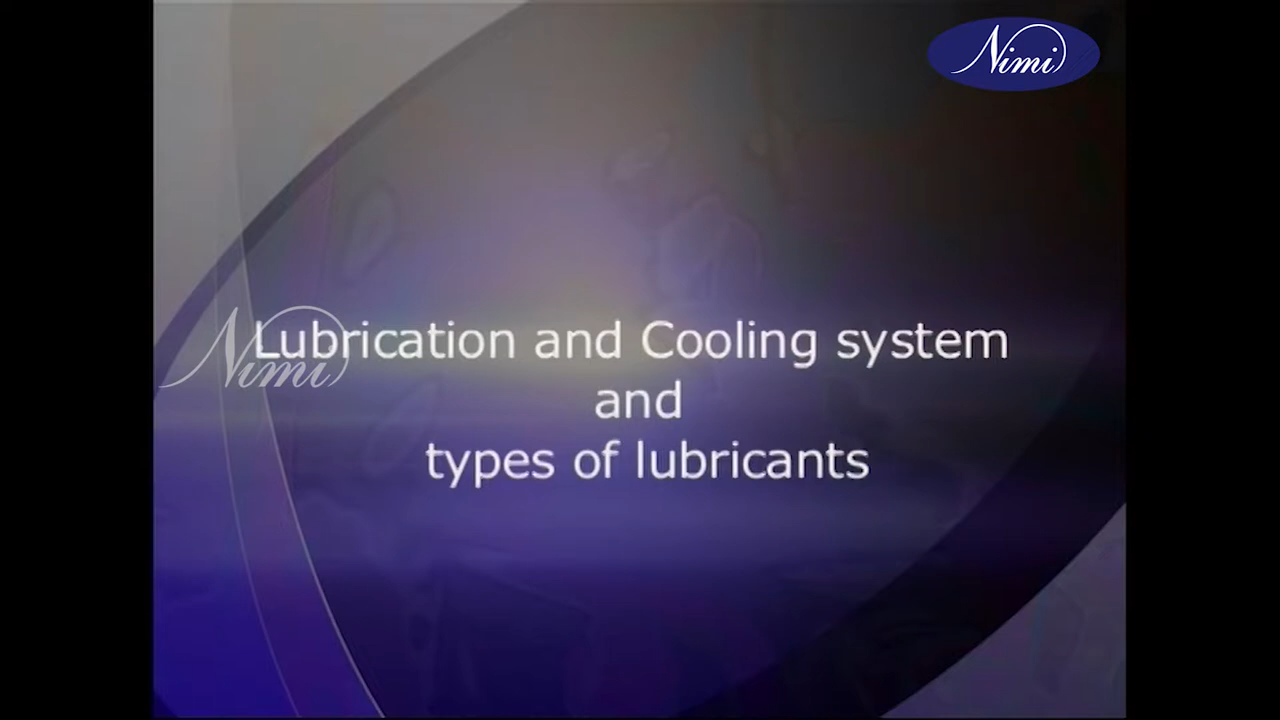 Nimi
Lubrication and Cooling system
Nimi
and
types of lubricants